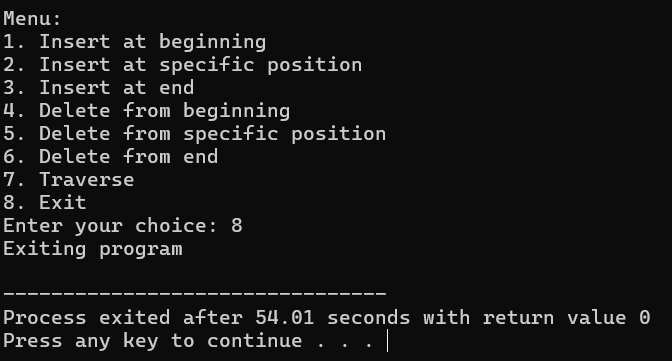 Menu:
1. Insert at beginning
2. Insert at specific position
3. Insert at end
4. Delete from beginning
5. Delete from specific position
6. Delete from end
7. Traverse
8. Exit
Enter your choice: 8
Exiting program
--------------------------------
Process exited after 54.01 seconds with return value 0
Press any key to continue . . .